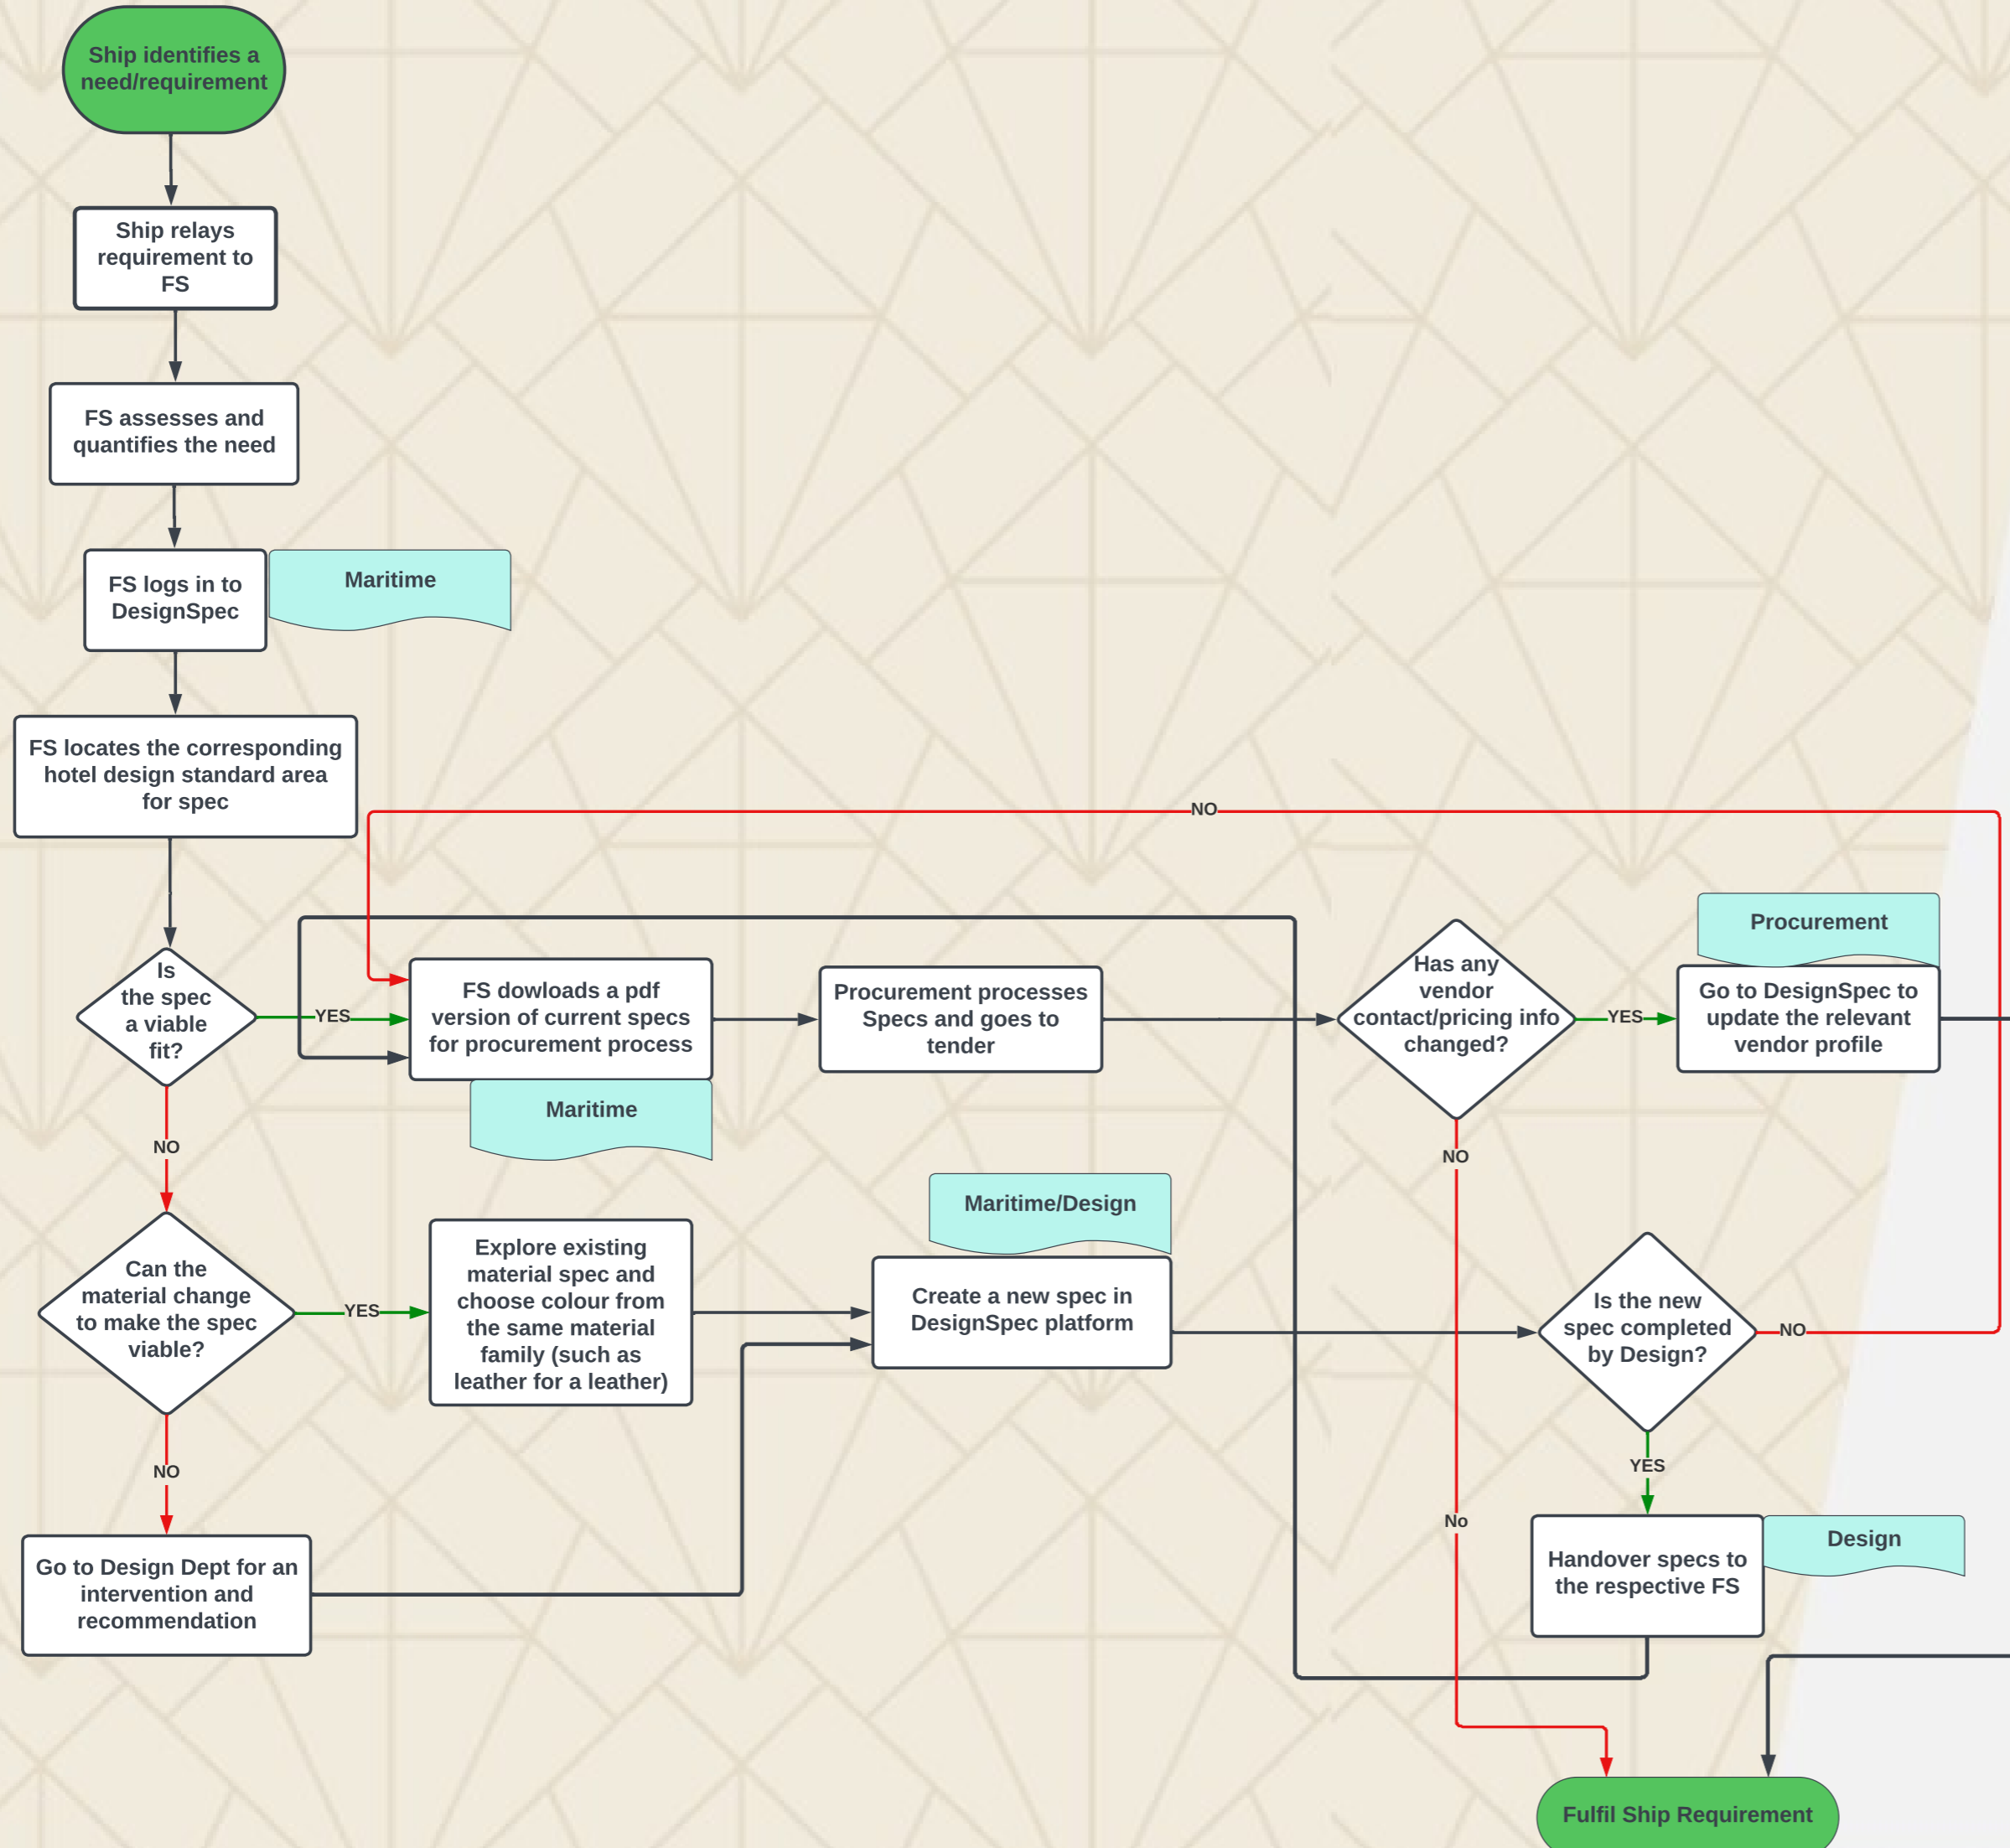 Ship identifies a
need/requirement
Ship relays
requirement to
FS
FS assesses and
quantifies the need
FS logs in to
DesignSpec
Maritime
FS locates the corresponding
hotel design standard area
for spec
NO
Is
the spec
a viable
fit?
YES
FS dowloads a pdf
version of current specs
for procurement process
Maritime
Procurement processes
Specs and goes to
tender
Has any
vendor
contact/pricing info
changed?
YES
Procurement
Go to DesignSpec to
update the relevant
vendor profile
NO
NO
Can the
material change
to make the spec
viable?
YES
Explore existing
material spec and
choose colour from
the same material
family (such as
leather for a leather)
Maritime/Design
Create a new spec in
DesignSpec platform
Is the new
spec completed
by Design?
NO
NO
YES
No
Go to Design Dept for an
intervention and
recommendation
Handover specs to
the respective FS
Design
Fulfil Ship Requirement